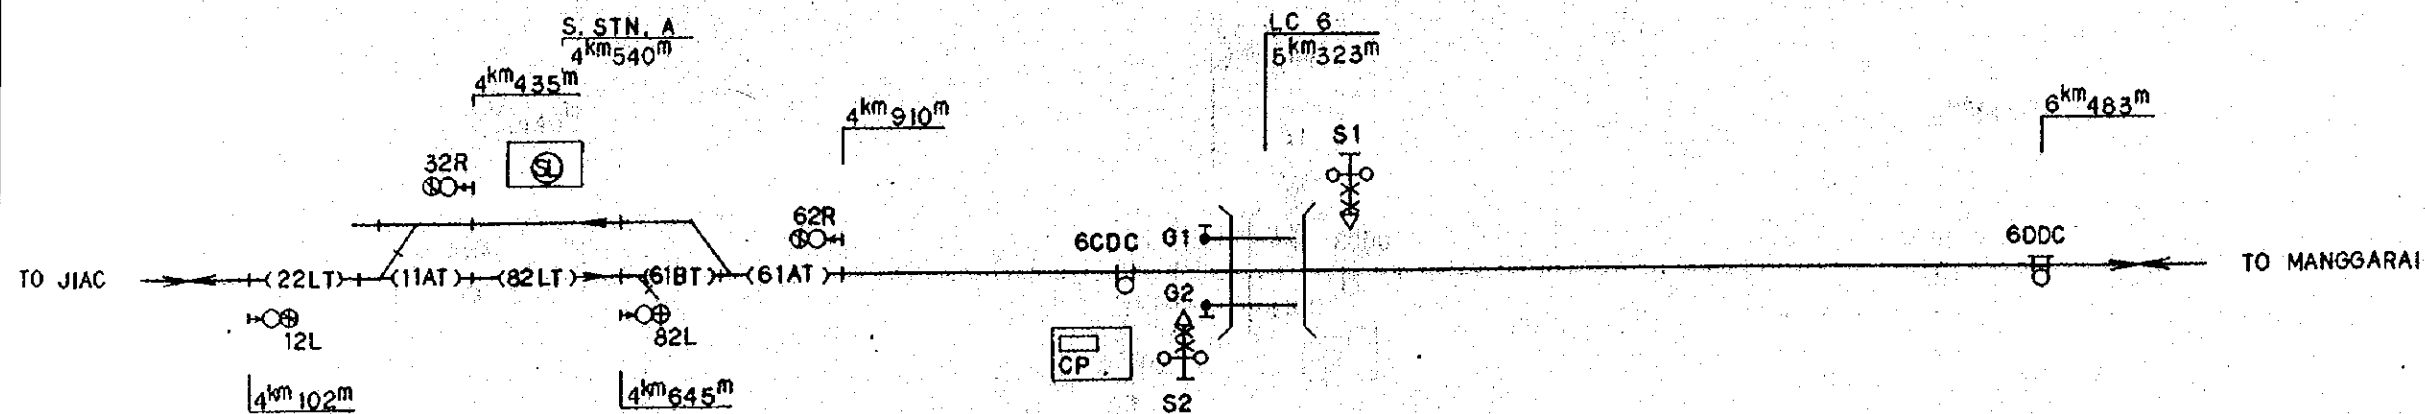 S. STN. A
4km540m
LC 6
5km323m
4km435m
4km910m
6km483m
32R
SL
S1
62R
6CDC
G1
6DDC
TO JIAC
(22LT)
(11AT)
(82LT)
(61BT)
(61AT)
TO MANGGARAI
G2
12L
82L
CP
S2
4km102m
4km645m